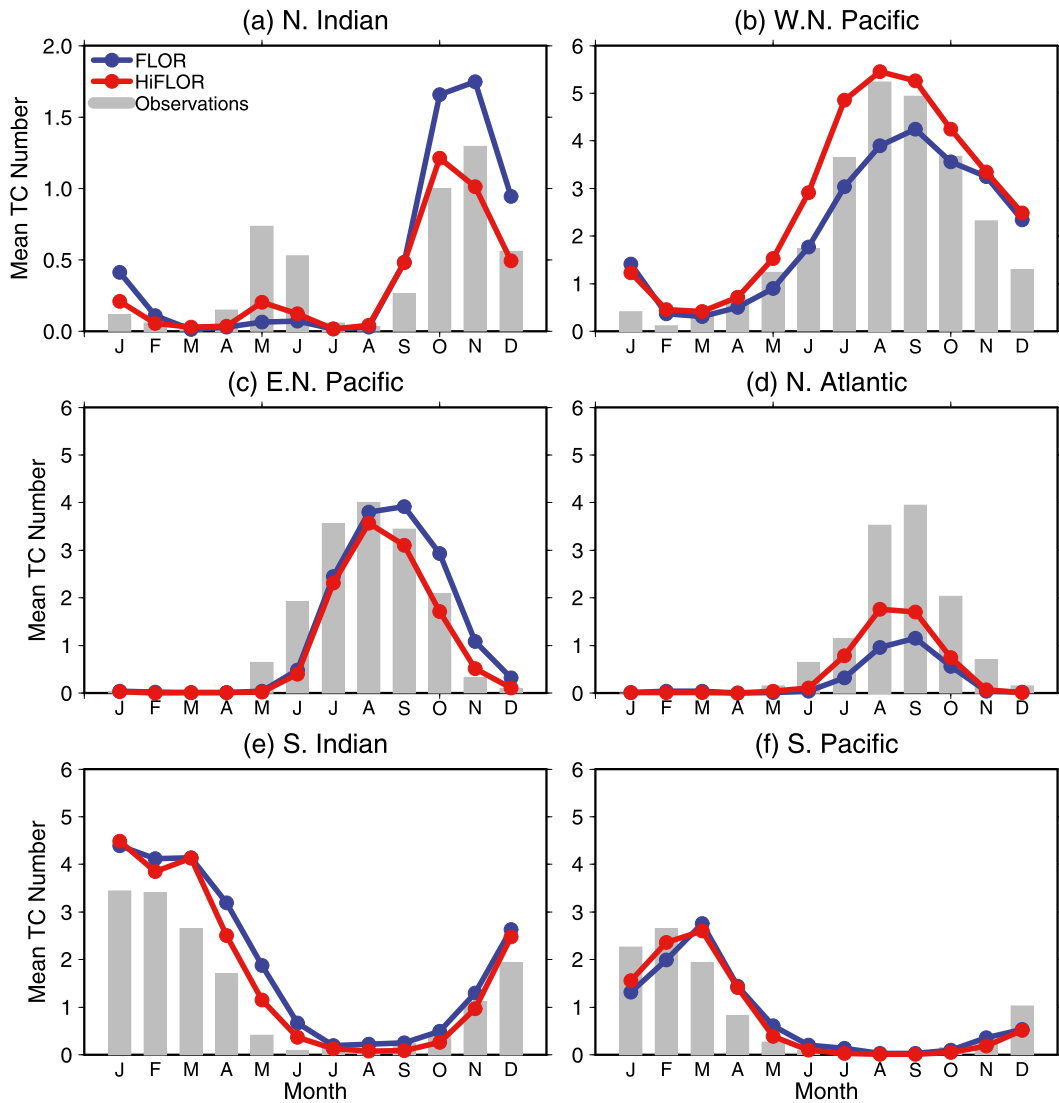 (a) N. Indian
(b) W.N. Pacific
2.0
1.5
1.0
0.5
0.0
Mean TC Number
FLOR
HiFLOR
Observations
J F M A M J J A S O N D
6
5
4
3
2
1
0
J F M A M J J A S O N D
(c) E.N. Pacific
(d) N. Atlantic
6
5
4
3
2
1
0
Mean TC Number
J F M A M J J A S O N D
6
5
4
3
2
1
0
J F M A M J J A S O N D
(e) S. Indian
(f) S. Pacific
6
5
4
3
2
1
0
Mean TC Number
J F M A M J J A S O N D
Month
6
5
4
3
2
1
0
J F M A M J J A S O N D
Month